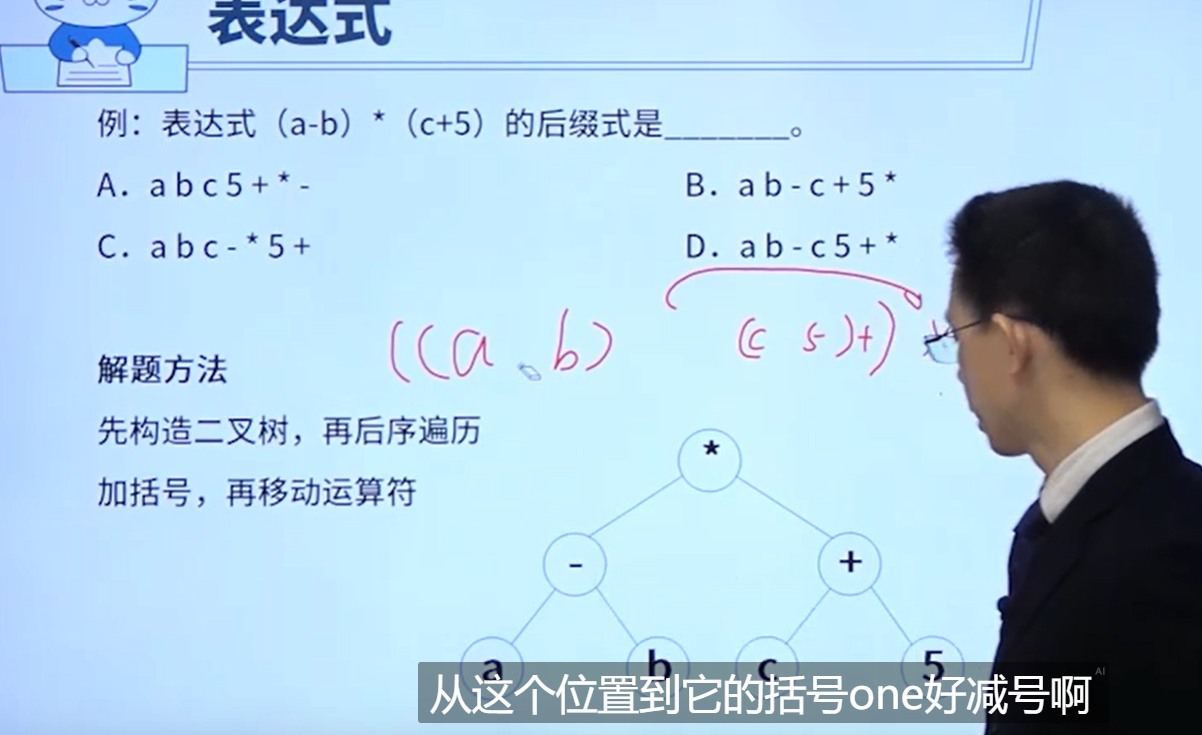 表达式
例：表达式（a-b）*（c+5）的后缀式是_______。
A. a b c 5 + * -
B. a b - c + 5 *
C. a b c - * 5 +
D. a b - c 5 + *
((a b) (c 5)+) *
解题方法
先构造二叉树，再后序遍历
加括号，再移动运算符
*
- +
a b c 5
从这个位置到它的括号one好减号啊
AI